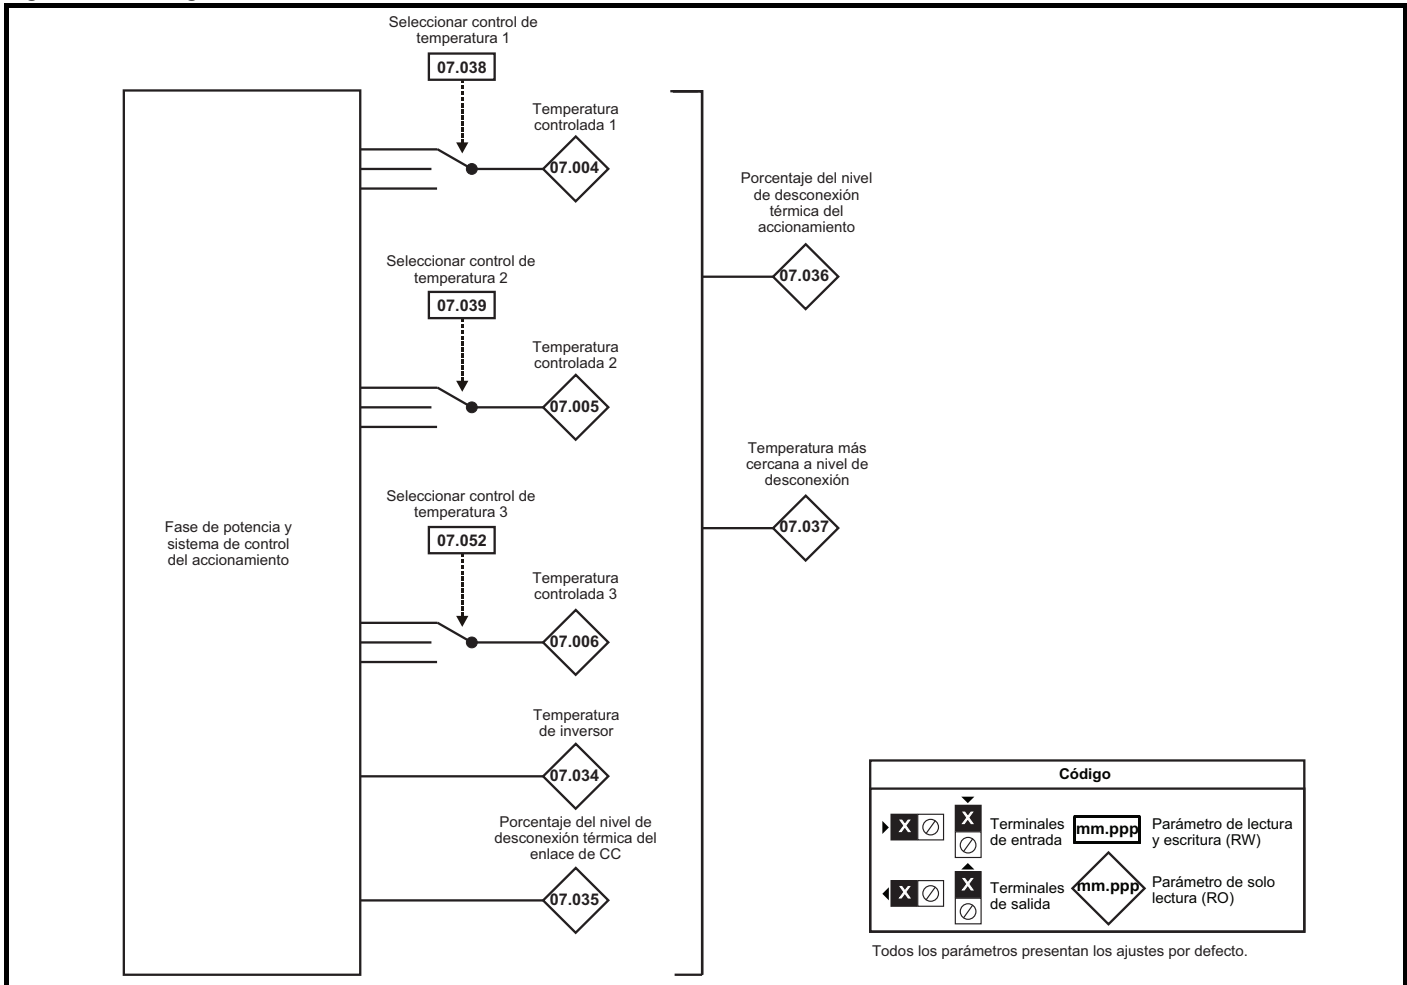 Seleccionar control de
temperatura 1
07.038
Temperatura
controlada 1
07.004
Porcentaje del nivel
de desconexión
térmica del
accionamiento
07.036
Seleccionar control de
temperatura 2
07.039
Temperatura
controlada 2
07.005
Temperatura más
cercana a nivel de
desconexión
07.037
Seleccionar control de
temperatura 3
07.052
Fase de potencia y
sistema de control
del accionamiento
Temperatura
controlada 3
07.006
Temperatura
de inversor
07.034
Porcentaje del nivel de
desconexión térmica del
enlace de CC
07.035
Código
X
X
Terminales
de entrada
mm.ppp
Parámetro de lectura
y escritura (RW)
X
X
Terminales
de salida
mm.ppp
Parámetro de solo
lectura (RO)
Todos los parámetros presentan los ajustes por defecto.